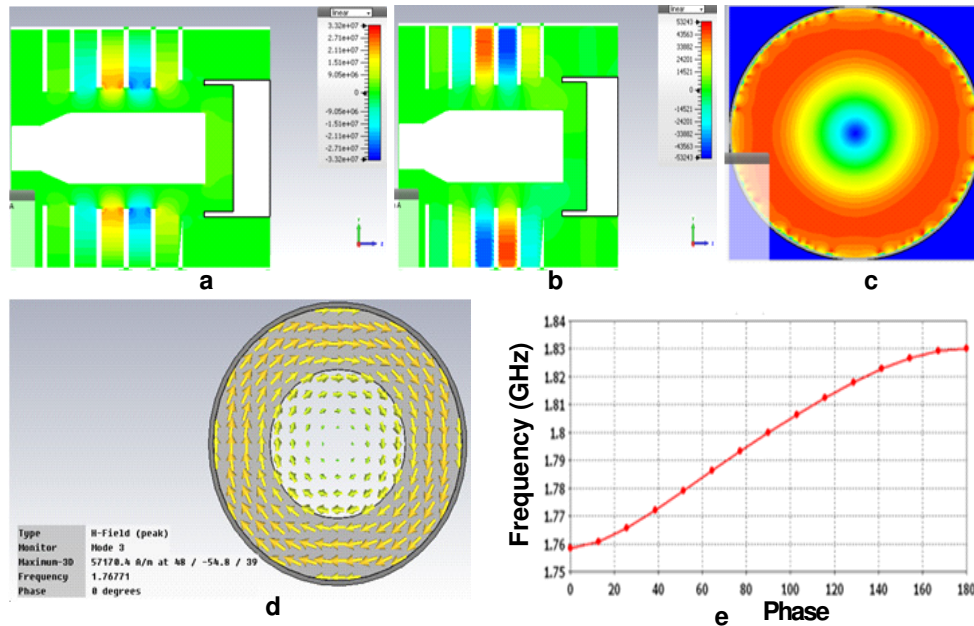 linear
3.32e+07
2.71e+07
2.11e+07
1.51e+07
9.05e+06
0
-9.05e+06
-1.51e+07
-2.11e+07
-2.71e+07
-3.32e+07
a
linear
53243
43563
33882
24201
14521
0
-14521
-23882
-43563
-53243
b
c
Type H-Field (peak)
Monitor Mode 3
Maximum-3D 57170.4 A/m at 48 / -54.8 / 39
Frequency 1.76771
Phase 0 degrees
d
Frequency (GHz)
1.84
1.83
1.82
1.81
1.8
1.79
1.78
1.77
1.76
1.75
0 20 40 60 80 100 120 140 160 180
e Phase